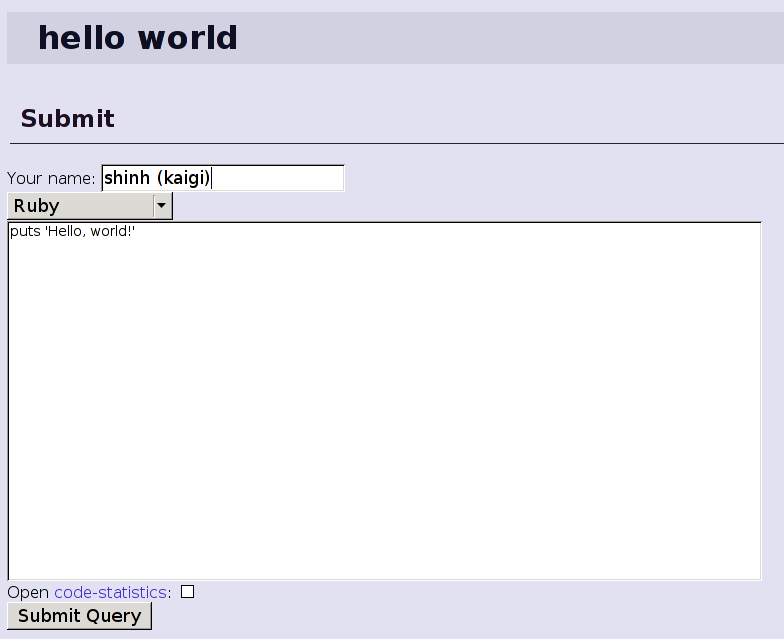 hello world
Submit
Your name: shinh (kaigi)
Ruby
puts 'Hello, world!'
Open code-statistics:
Submit Query